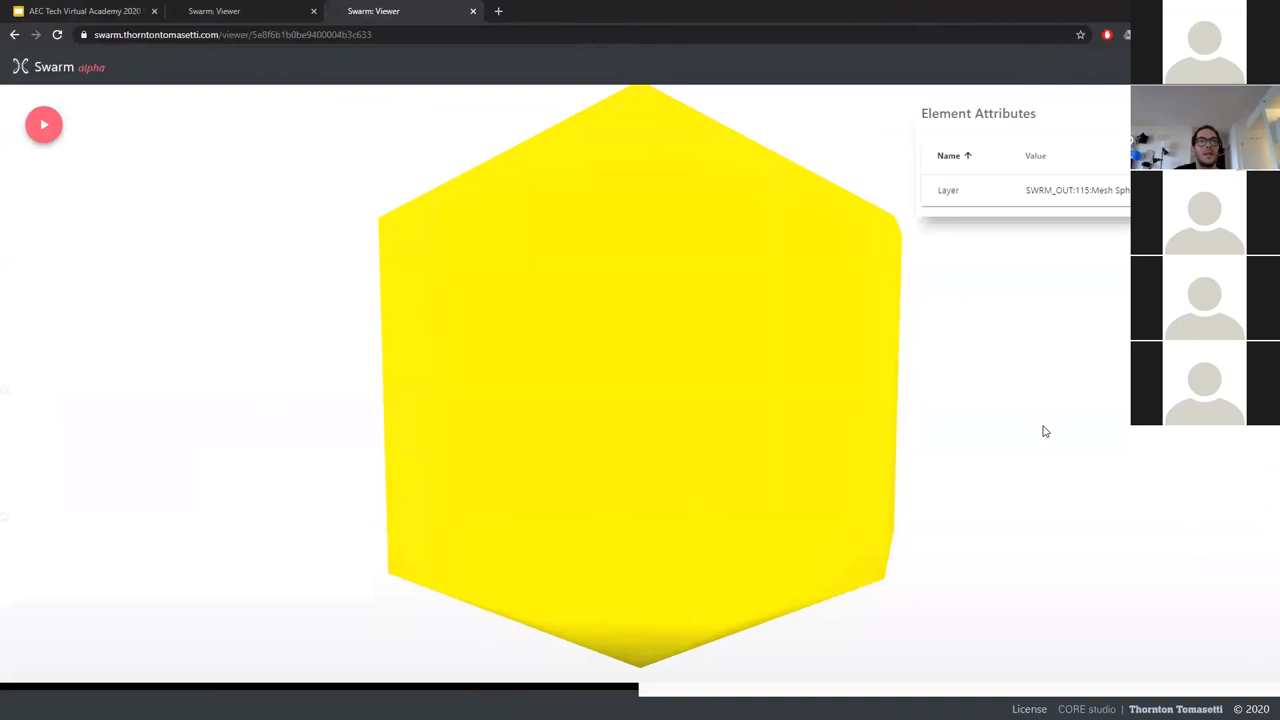 AEC Tech Virtual Academy 2020
Swarm: Viewer
Swarm: Viewer
swarm.thorntontomasetti.com/viewer/5e8f6b1b0be9400004b3c633
Swarm alpha
Element Attributes
Name Value
Layer SWRM_OUT:115:Mesh Sph
License CORE studio | Thornton Tomasetti © 2020